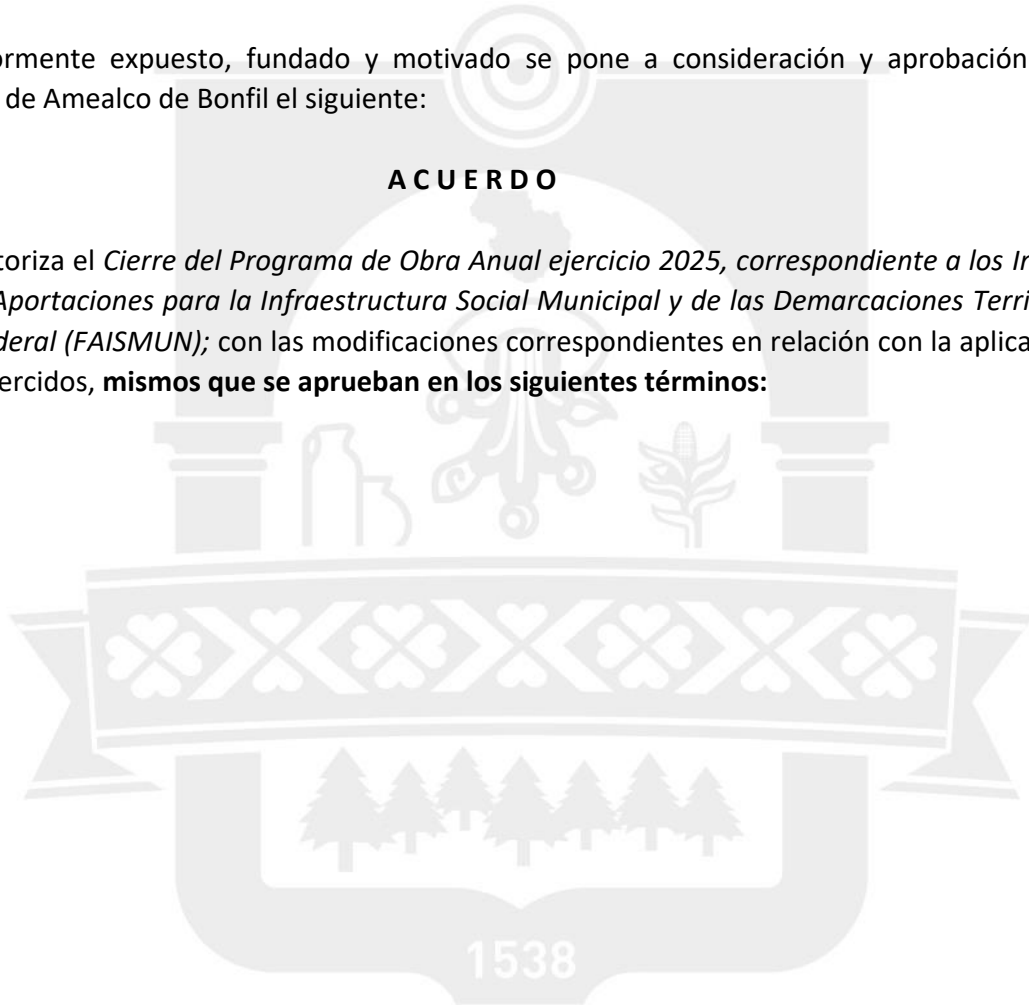 ormente expuesto, fundado y motivado se pone a consideración y aprobación
de Amealco de Bonfil el siguiente:
A C U E R D O
toriza el Cierre del Programa de Obra Anual ejercicio 2025, correspondiente a los In
Aportaciones para la Infraestructura Social Municipal y de las Demarcaciones Terri
deral (FAISMUN); con las modificaciones correspondientes en relación con la aplica
ercidos, mismos que se aprueban en los siguientes términos:
1538